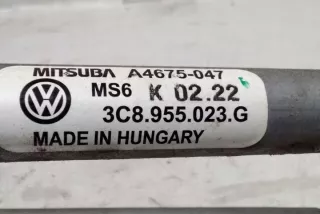 MITSUBA A4675-047
MS6 K 02.22
3C8.955.023.G
MADE IN HUNGARY